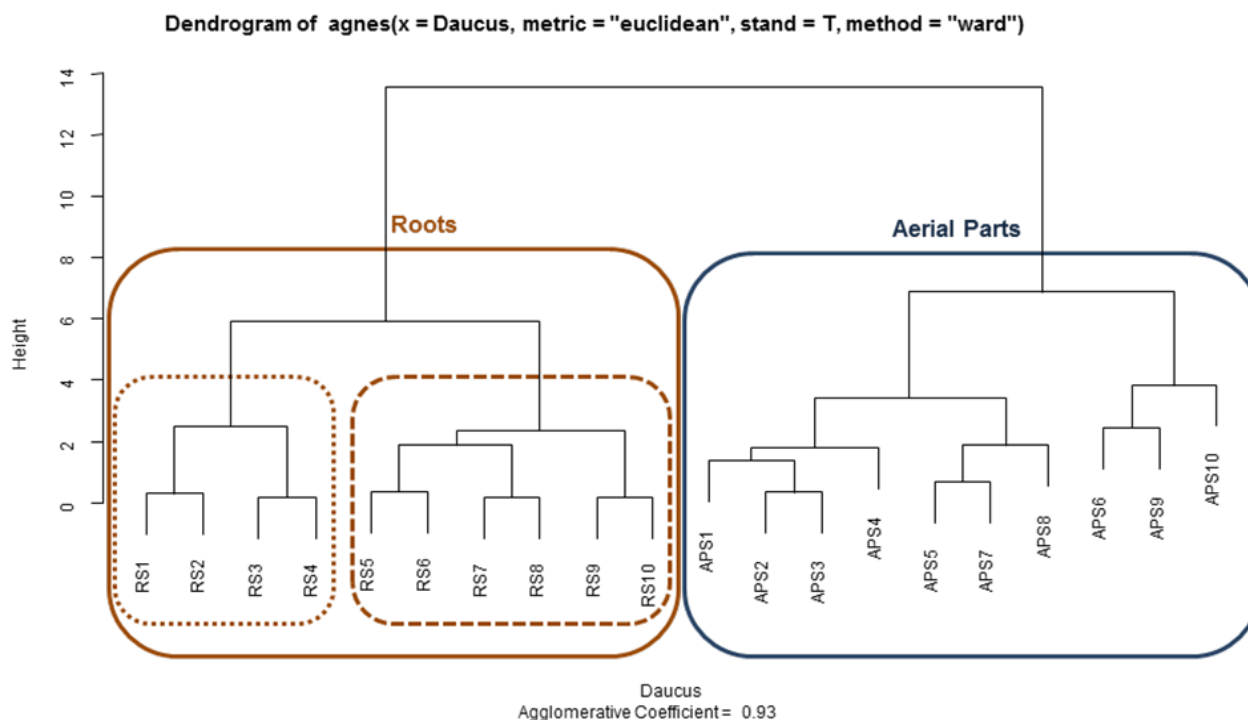 Dendrogram of agnes(x = Daucus, metric = "euclidean", stand = T, method = "ward")
14
12
10
8
6
4
2
0
Height
Roots
Aerial Parts
RS1
RS2
RS3
RS4
RS5
RS6
RS7
RS8
RS9
RS10
APS1
APS2
APS3
APS4
APS5
APS7
APS8
APS6
APS9
APS10
Daucus
Agglomerative Coefficient = 0.93